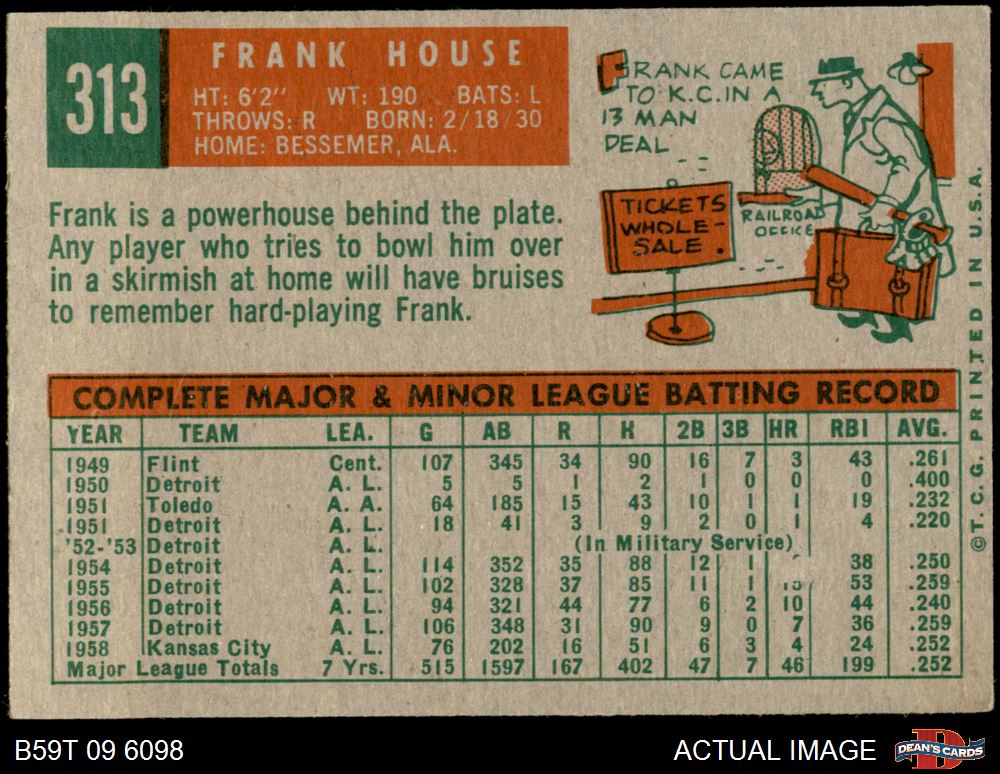 313
FRANK HOUSE
HT: 6'2" WT: 190 BATS: L
THROWS: R BORN: 2/18/30
HOME: BESSEMER, ALA.
FRANK CAME
TO K.C. IN A
13 MAN
DEAL
TICKETS
WHOLE-
SALE.
RAILROAD
OFFICE
Frank is a powerhouse behind the plate.
Any player who tries to bowl him over
in a skirmish at home will have bruises
to remember hard-playing Frank.
COMPLETE MAJOR & MINOR LEAGUE BATTING RECORD
YEAR TEAM LEA. G AB R H 2B 3B HR RBI AVG.
1949 Flint Cent. 107 345 34 90 16 7 3 43 .261
1950 Detroit A. L. 5 5 1 2 1 0 0 0 .400
1951 Toledo A. A. 64 185 15 43 10 1 1 19 .232
1951 Detroit A. L. 18 41 3 9 2 0 1 4 .220
'52-'53 Detroit A. L. (In Military Service)
1954 Detroit A. L. 114 352 35 88 12 1 38 .250
1955 Detroit A. L. 102 328 37 85 11 1 53 .259
1956 Detroit A. L. 94 321 44 77 6 2 10 44 .240
1957 Detroit A. L. 106 348 31 90 9 0 7 36 .259
1958 Kansas City A. L. 76 202 16 51 6 3 4 24 .252
Major League Totals 7 Yrs. 515 1597 167 402 47 7 46 199 .252
©T.C.G. PRINTED IN U.S.A.
B59T 09 6098
ACTUAL IMAGE
D
DEAN'S CARDS